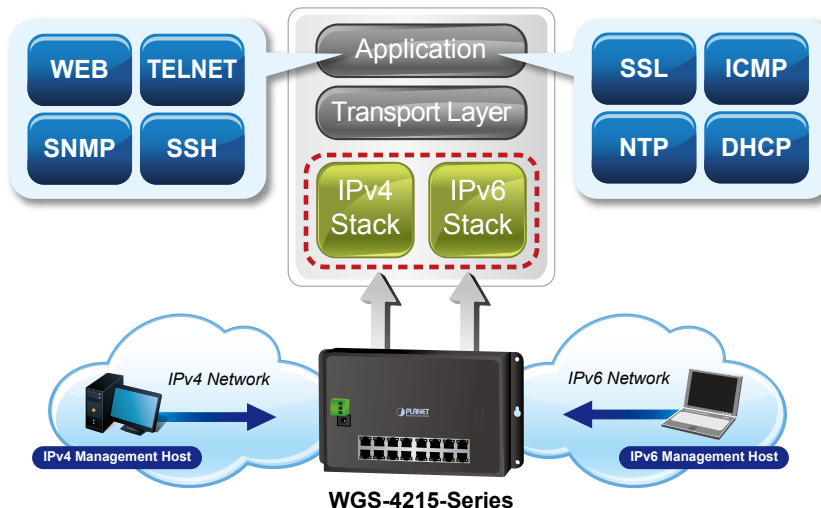 WEB
TELNET
SNMP
SSH
Application
Transport Layer
IPv4
Stack
IPv6
Stack
SSL
ICMP
NTP
DHCP
IPv4 Network
IPv4 Management Host
PLANET
IPv6 Network
IPv6 Management Host
WGS-4215-Series